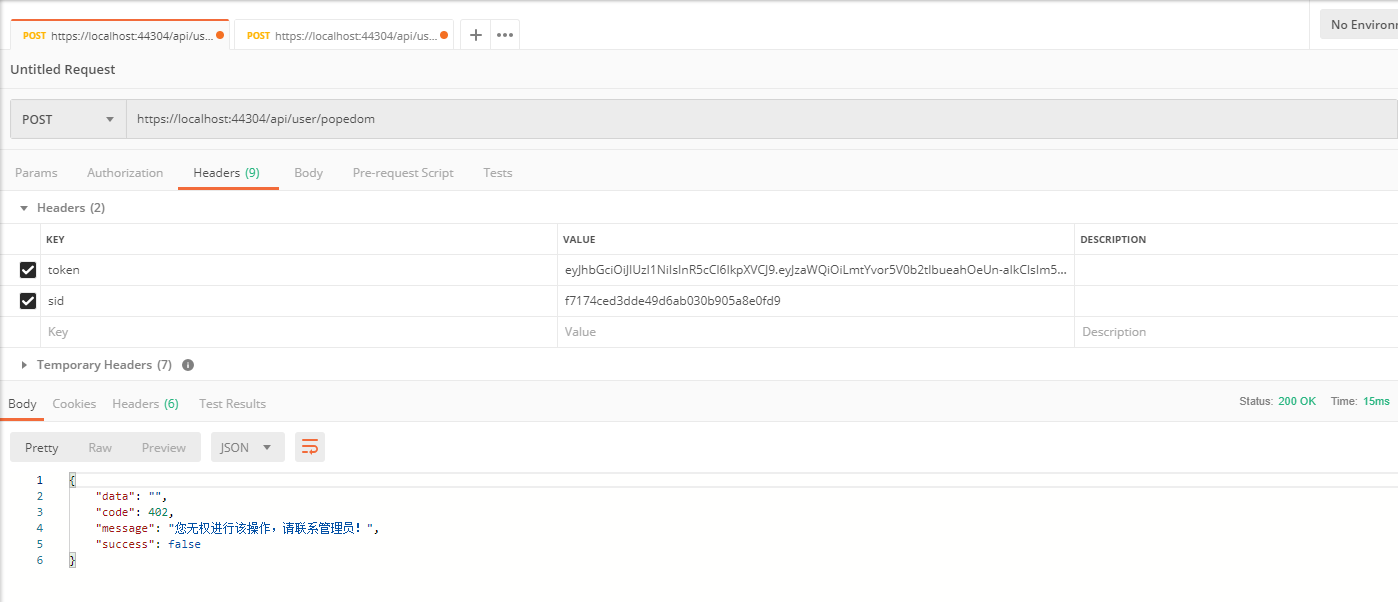 POST https://localhost:44304/api/us... POST https://localhost:44304/api/us... No Environ
Untitled Request
POST https://localhost:44304/api/user/popedom
Params Authorization Headers (9) Body Pre-request Script Tests
Headers (2)
KEY VALUE DESCRIPTION
token eyJhbGciOiJIUzI1NiIsInR5cCI6IkpXVCJ9.eyJzaWQiOiLmtYvor5V0b2tlbueahOeUn-aIkCIsIm5...
sid f7174ced3dde49d6ab030b905a8e0fd9
Key Value Description
Temporary Headers (7)
Body Cookies Headers (6) Test Results Status: 200 OK Time: 15ms
Pretty Raw Preview JSON
1 {
2 "data": "",
3 "code": 402,
4 "message": "您无权进行该操作，请联系管理员！",
5 "success": false
6 }